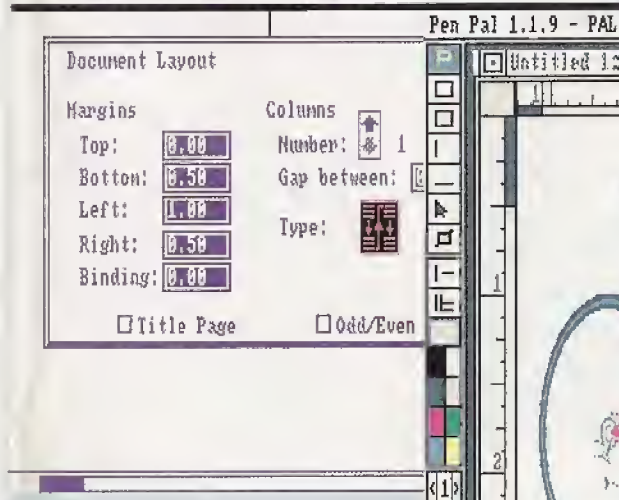 Pen Pal 1.1.9 - PAL
Document Layout
Untitled 1
Margins
Columns
Top: 0.00
Number: 1
Bottom: 0.50
Gap between:
Left: 1.00
Type:
Right: 0.50
Binding: 0.00
Title Page
Odd/Even
1
1
2
1